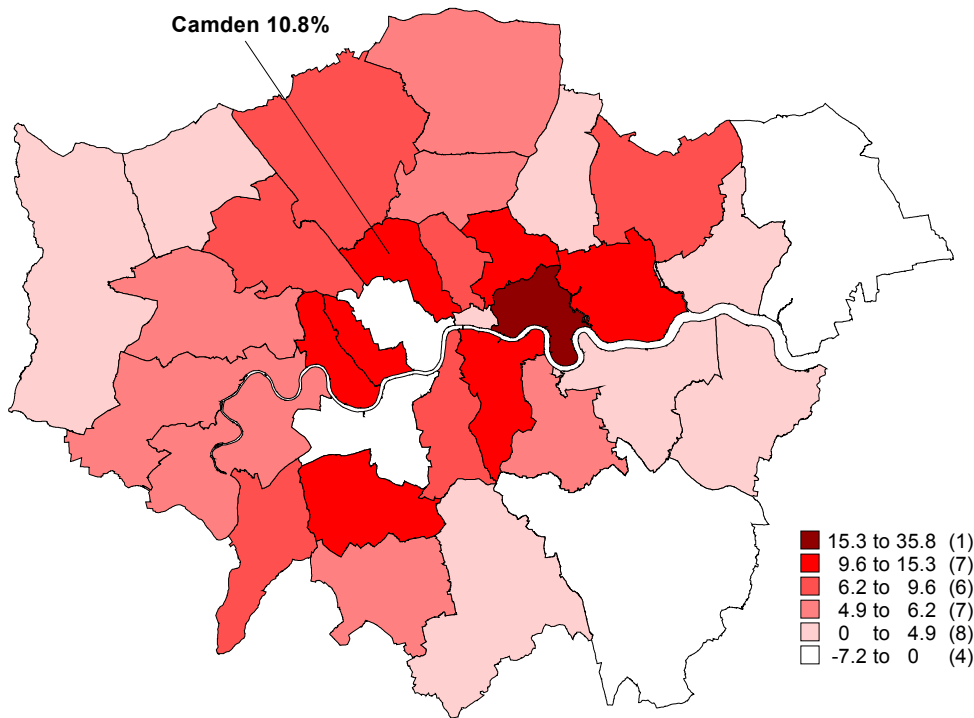 Camden 10.8%
15.3 to 35.8 (1)
9.6 to 15.3 (7)
6.2 to 9.6 (6)
4.9 to 6.2 (7)
0 to 4.9 (8)
-7.2 to 0 (4)